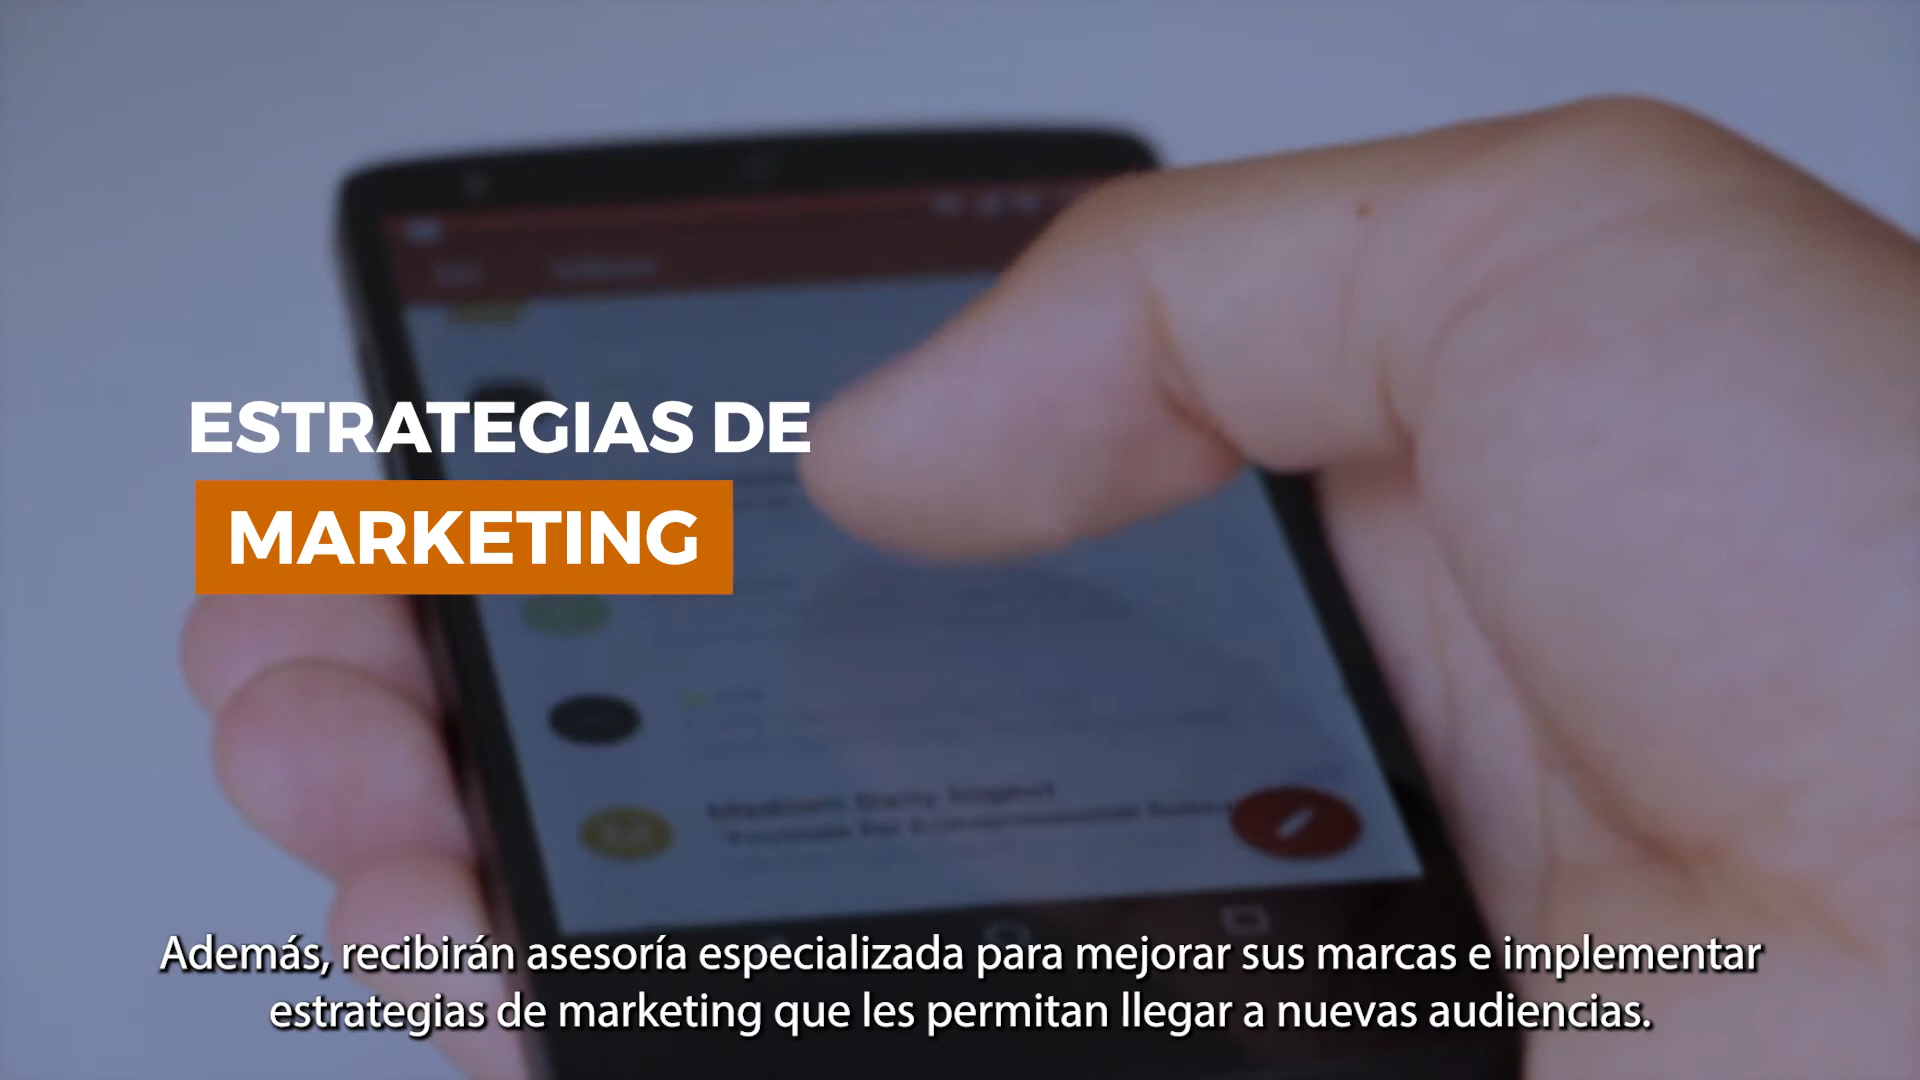 ESTRATEGIAS DE
MARKETING
Además, recibirán asesoría especializada para mejorar sus marcas e implementar
estrategias de marketing que les permitan llegar a nuevas audiencias.